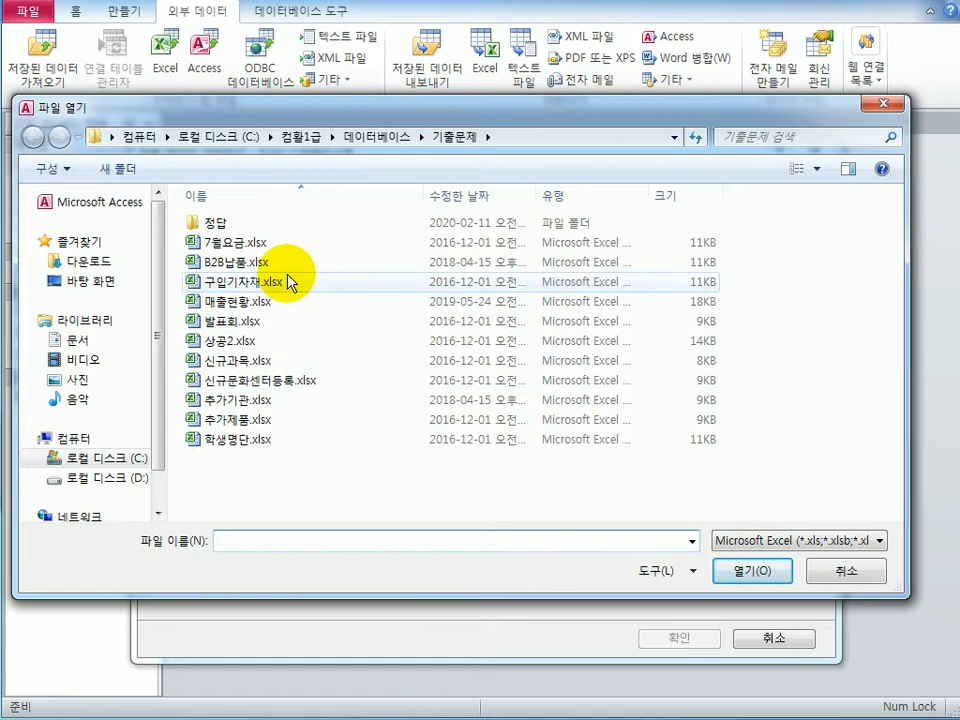 파일 홈 만들기 외부 데이터 데이터베이스 도구
저장된 데이터 가져오기
연결 테이블 관리자
Excel
Access
ODBC 데이터베이스
텍스트 파일
XML 파일
기타
저장된 데이터 내보내기
Excel
텍스트 파일
XML 파일
PDF 또는 XPS
전자 메일
Access
Word 병합(W)
기타
전자 메일 만들기
회신 관리
웹 연결 목록
파일 열기
컴퓨터 로컬 디스크 (C:) 컴활1급 데이터베이스 기출문제
기출문제 검색
구성 새 폴더
Microsoft Access
즐겨찾기
다운로드
바탕 화면
라이브러리
문서
비디오
사진
음악
컴퓨터
로컬 디스크 (C:)
로컬 디스크 (D:)
네트워크
이름 수정한 날짜 유형 크기
정답 2020-02-11 오전... 파일 폴더
7월요금.xlsx 2016-12-01 오전... Microsoft Excel ... 11KB
B2B납품.xlsx 2018-04-15 오후... Microsoft Excel ... 11KB
구입기자재.xlsx 2016-12-01 오전... Microsoft Excel ... 11KB
매출현황.xlsx 2019-05-24 오전... Microsoft Excel ... 18KB
발표회.xlsx 2016-12-01 오전... Microsoft Excel ... 9KB
상공2.xlsx 2016-12-01 오전... Microsoft Excel ... 14KB
신규과목.xlsx 2016-12-01 오전... Microsoft Excel ... 8KB
신규문화센터등록.xlsx 2016-12-01 오전... Microsoft Excel ... 9KB
추가기관.xlsx 2018-04-15 오후... Microsoft Excel ... 9KB
추가제품.xlsx 2016-12-01 오전... Microsoft Excel ... 9KB
학생명단.xlsx 2016-12-01 오전... Microsoft Excel ... 11KB
파일 이름(N): Microsoft Excel (*.xls;*.xlsb;*.xl
도구(L) 열기(O) 취소
확인 취소
준비 Num Lock